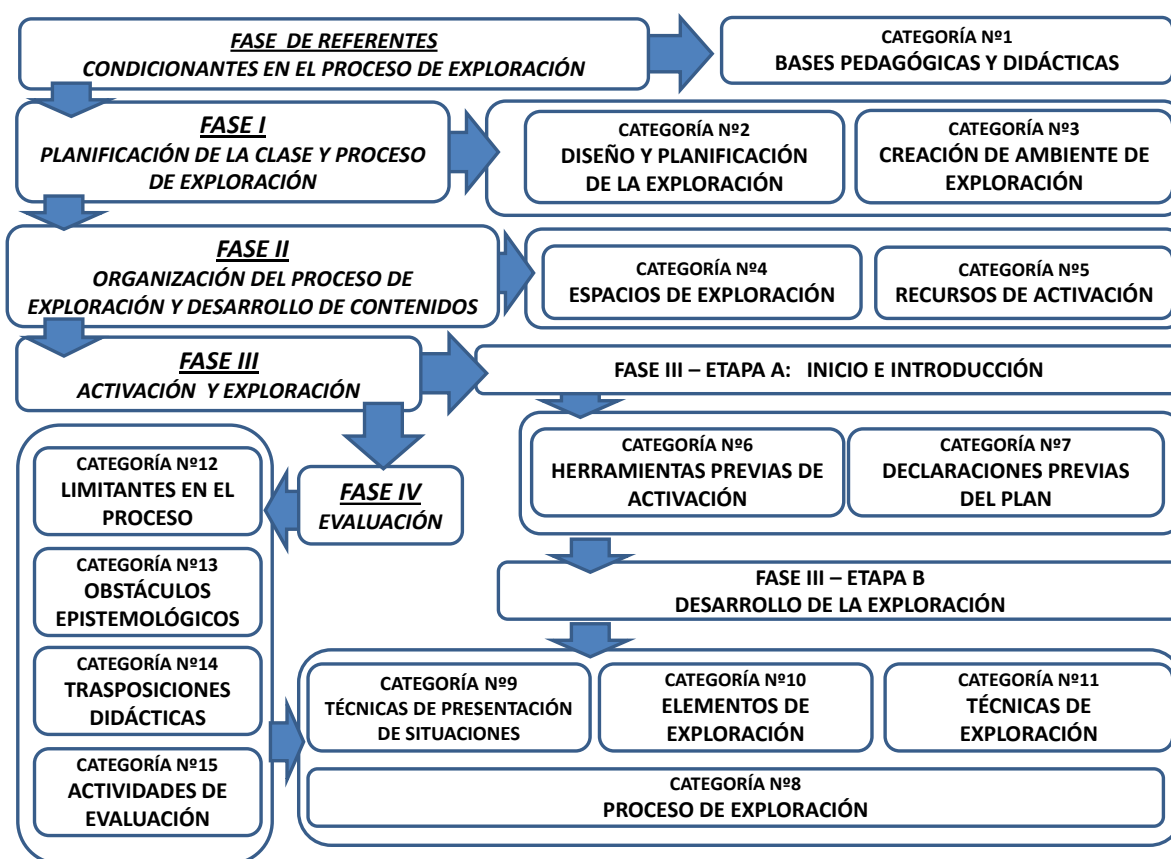 FASE DE REFERENTES
CONDICIONANTES EN EL PROCESO DE EXPLORACIÓN
CATEGORÍA Nº1
BASES PEDAGÓGICAS Y DIDÁCTICAS
FASE I
PLANIFICACIÓN DE LA CLASE Y PROCESO
DE EXPLORACIÓN
CATEGORÍA Nº2
DISEÑO Y PLANIFICACIÓN
DE LA EXPLORACIÓN
CATEGORÍA Nº3
CREACIÓN DE AMBIENTE DE
EXPLORACIÓN
FASE II
ORGANIZACIÓN DEL PROCESO DE
EXPLORACIÓN Y DESARROLLO DE CONTENIDOS
CATEGORÍA Nº4
ESPACIOS DE EXPLORACIÓN
CATEGORÍA Nº5
RECURSOS DE ACTIVACIÓN
FASE III
ACTIVACIÓN Y EXPLORACIÓN
FASE III – ETAPA A: INICIO E INTRODUCCIÓN
CATEGORÍA Nº6
HERRAMIENTAS PREVIAS DE
ACTIVACIÓN
CATEGORÍA Nº7
DECLARACIONES PREVIAS
DEL PLAN
FASE IV
EVALUACIÓN
CATEGORÍA Nº12
LIMITANTES EN EL
PROCESO
CATEGORÍA Nº13
OBSTÁCULOS
EPISTEMOLÓGICOS
CATEGORÍA Nº14
TRASPOSICIONES
DIDÁCTICAS
CATEGORÍA Nº15
ACTIVIDADES DE
EVALUACIÓN
FASE III – ETAPA B
DESARROLLO DE LA EXPLORACIÓN
CATEGORÍA Nº9
TÉCNICAS DE PRESENTACIÓN
DE SITUACIONES
CATEGORÍA Nº10
ELEMENTOS DE
EXPLORACIÓN
CATEGORÍA Nº11
TÉCNICAS DE
EXPLORACIÓN
CATEGORÍA Nº8
PROCESO DE EXPLORACIÓN